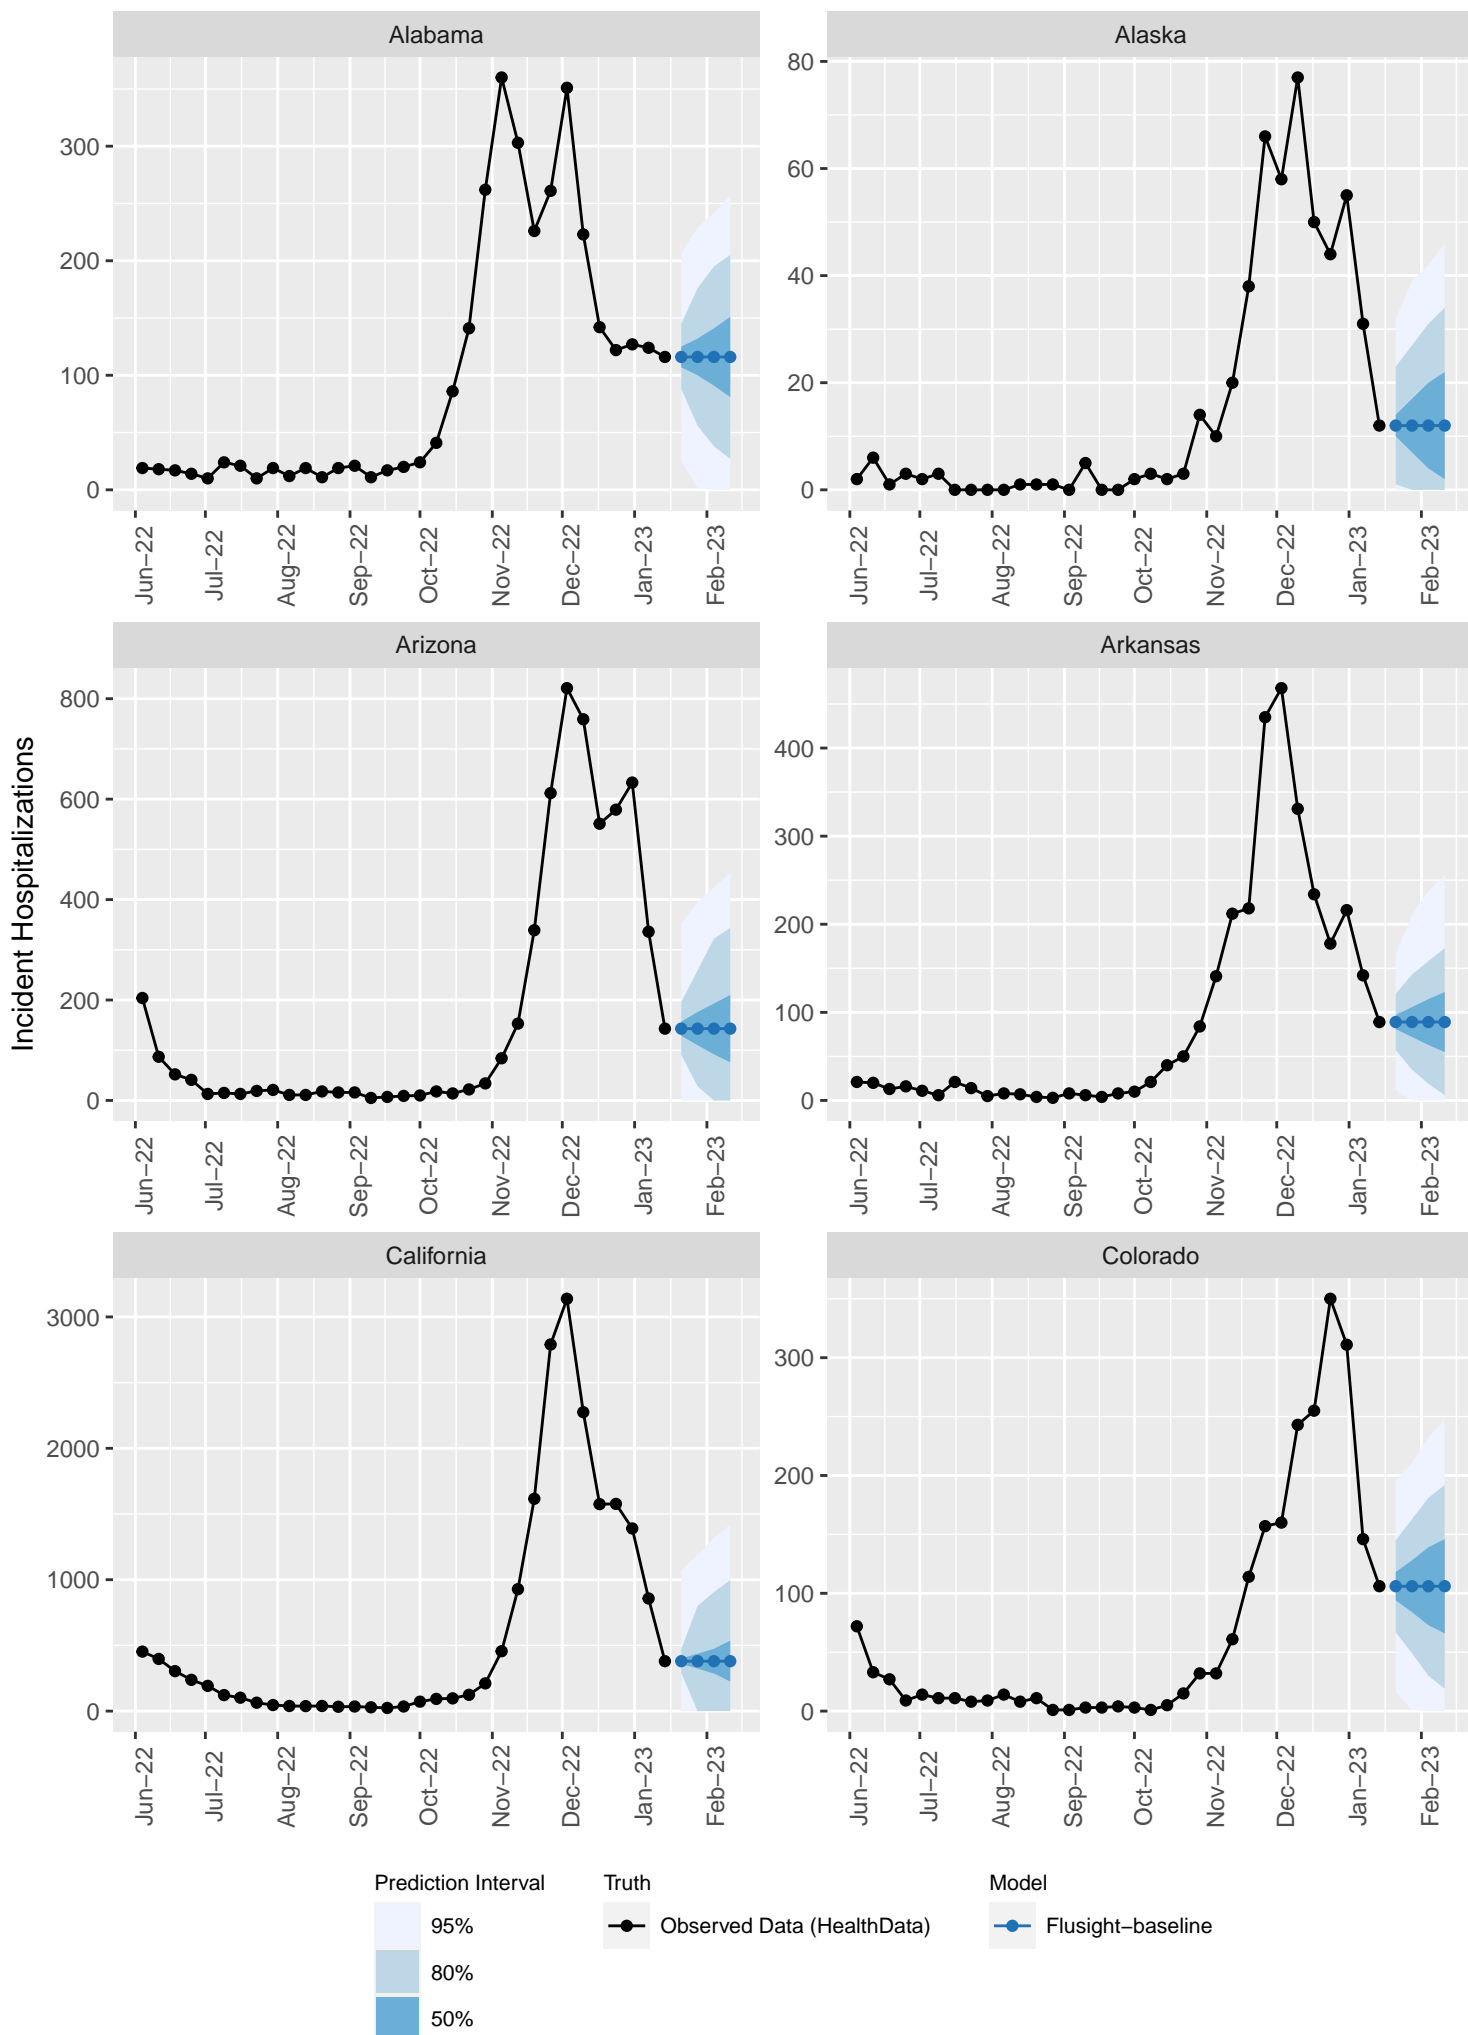 Alabama
Alaska
0
100
200
300
0
20
40
60
80
Jun−22
Jul−22
Aug−22
Sep−22
Oct−22
Nov−22
Dec−22
Jan−23
Feb−23
Jun−22
Jul−22
Aug−22
Sep−22
Oct−22
Nov−22
Dec−22
Jan−23
Feb−23
Incident Hospitalizations
Arizona
Arkansas
0
200
400
600
800
0
100
200
300
400
Jun−22
Jul−22
Aug−22
Sep−22
Oct−22
Nov−22
Dec−22
Jan−23
Feb−23
Jun−22
Jul−22
Aug−22
Sep−22
Oct−22
Nov−22
Dec−22
Jan−23
Feb−23
California
Colorado
0
1000
2000
3000
0
100
200
300
Jun−22
Jul−22
Aug−22
Sep−22
Oct−22
Nov−22
Dec−22
Jan−23
Feb−23
Jun−22
Jul−22
Aug−22
Sep−22
Oct−22
Nov−22
Dec−22
Jan−23
Feb−23
Prediction Interval
95%
80%
50%
Truth
Observed Data (HealthData)
Model
Flusight−baseline